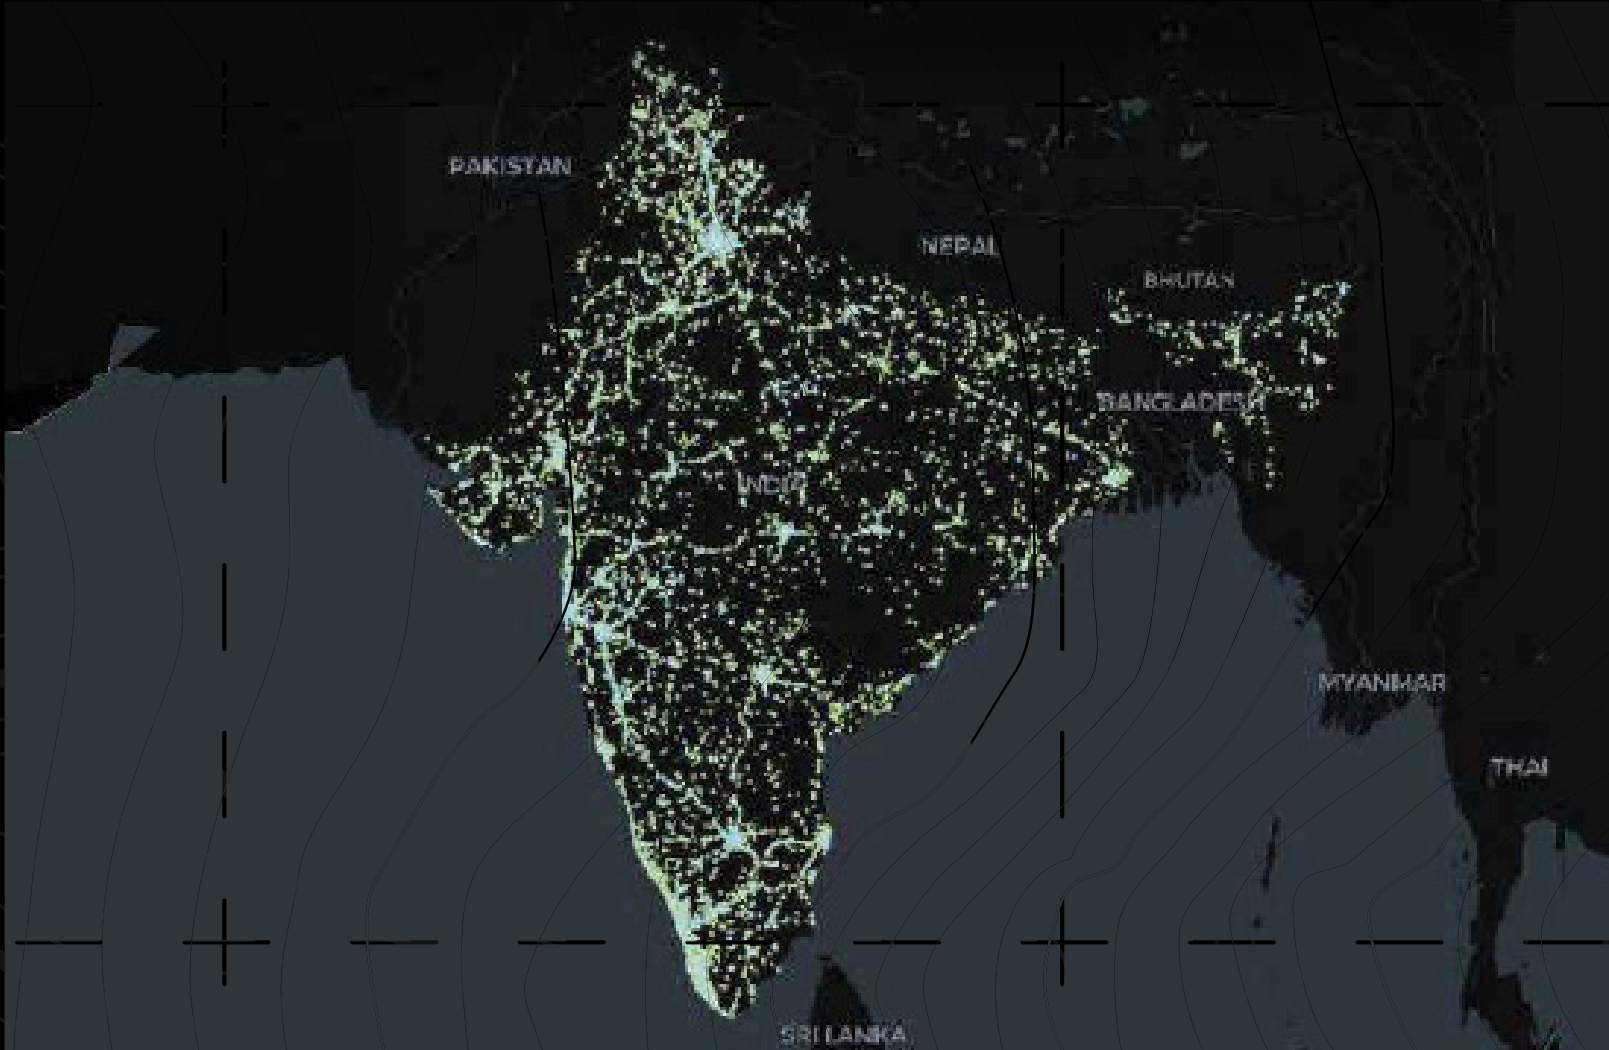 PAKISTAN
NEPAL
BHUTAN
BANGLADESH
INDIA
MYANMAR
THAI
SRI LANKA